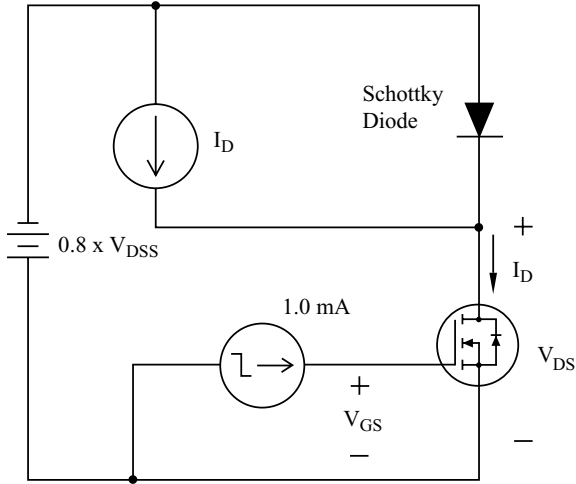 Schottky
Diode
I_D
+
0.8 x V_DSS
I_D
1.0 mA
V_DS
+
V_GS
−
−